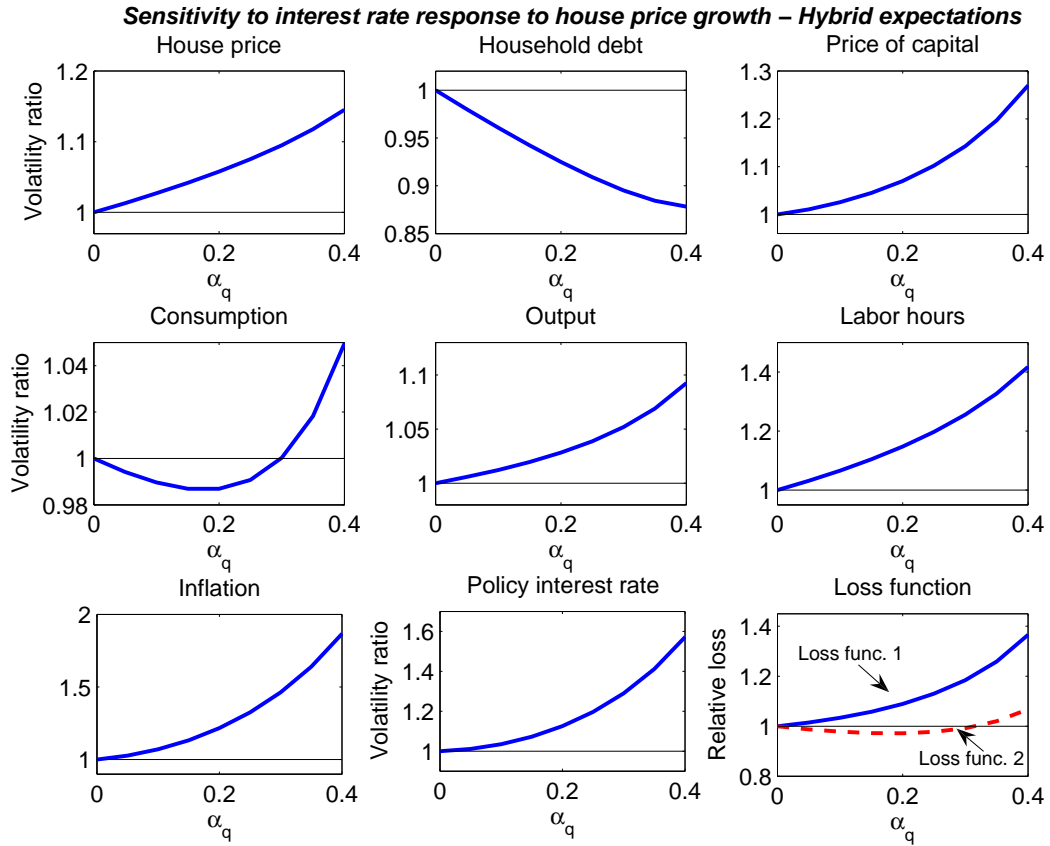 Sensitivity to interest rate response to house price growth – Hybrid expectations
House price
Household debt
Price of capital
Volatility ratio
1.2
1.1
1
0
0.2
0.4
α_q
1
0.95
0.9
0.85
0
0.2
0.4
α_q
1.3
1.2
1.1
1
0
0.2
0.4
α_q
Consumption
Output
Labor hours
Volatility ratio
1.04
1.02
1
0.98
0
0.2
0.4
α_q
1.1
1.05
1
0
0.2
0.4
α_q
1.4
1.2
1
0
0.2
0.4
α_q
Inflation
Policy interest rate
Loss function
2
1.5
1
0
0.2
0.4
α_q
Volatility ratio
1.6
1.4
1.2
1
0
0.2
0.4
α_q
Relative loss
1.4
1.2
1
0.8
Loss func. 1
Loss func. 2
0
0.2
0.4
α_q